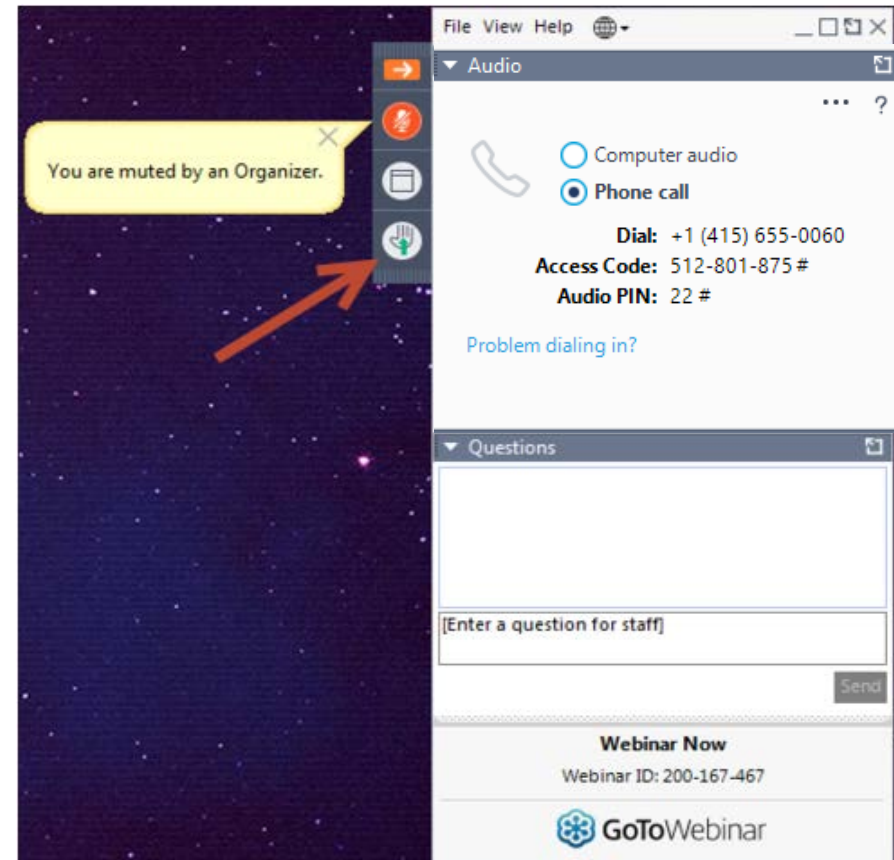 File View Help
Audio
?
You are muted by an Organizer.
Computer audio
Phone call
Dial: +1 (415) 655-0060
Access Code: 512-801-875 #
Audio PIN: 22 #
Problem dialing in?
Questions
[Enter a question for staff]
Send
Webinar Now
Webinar ID: 200-167-467
GoToWebinar